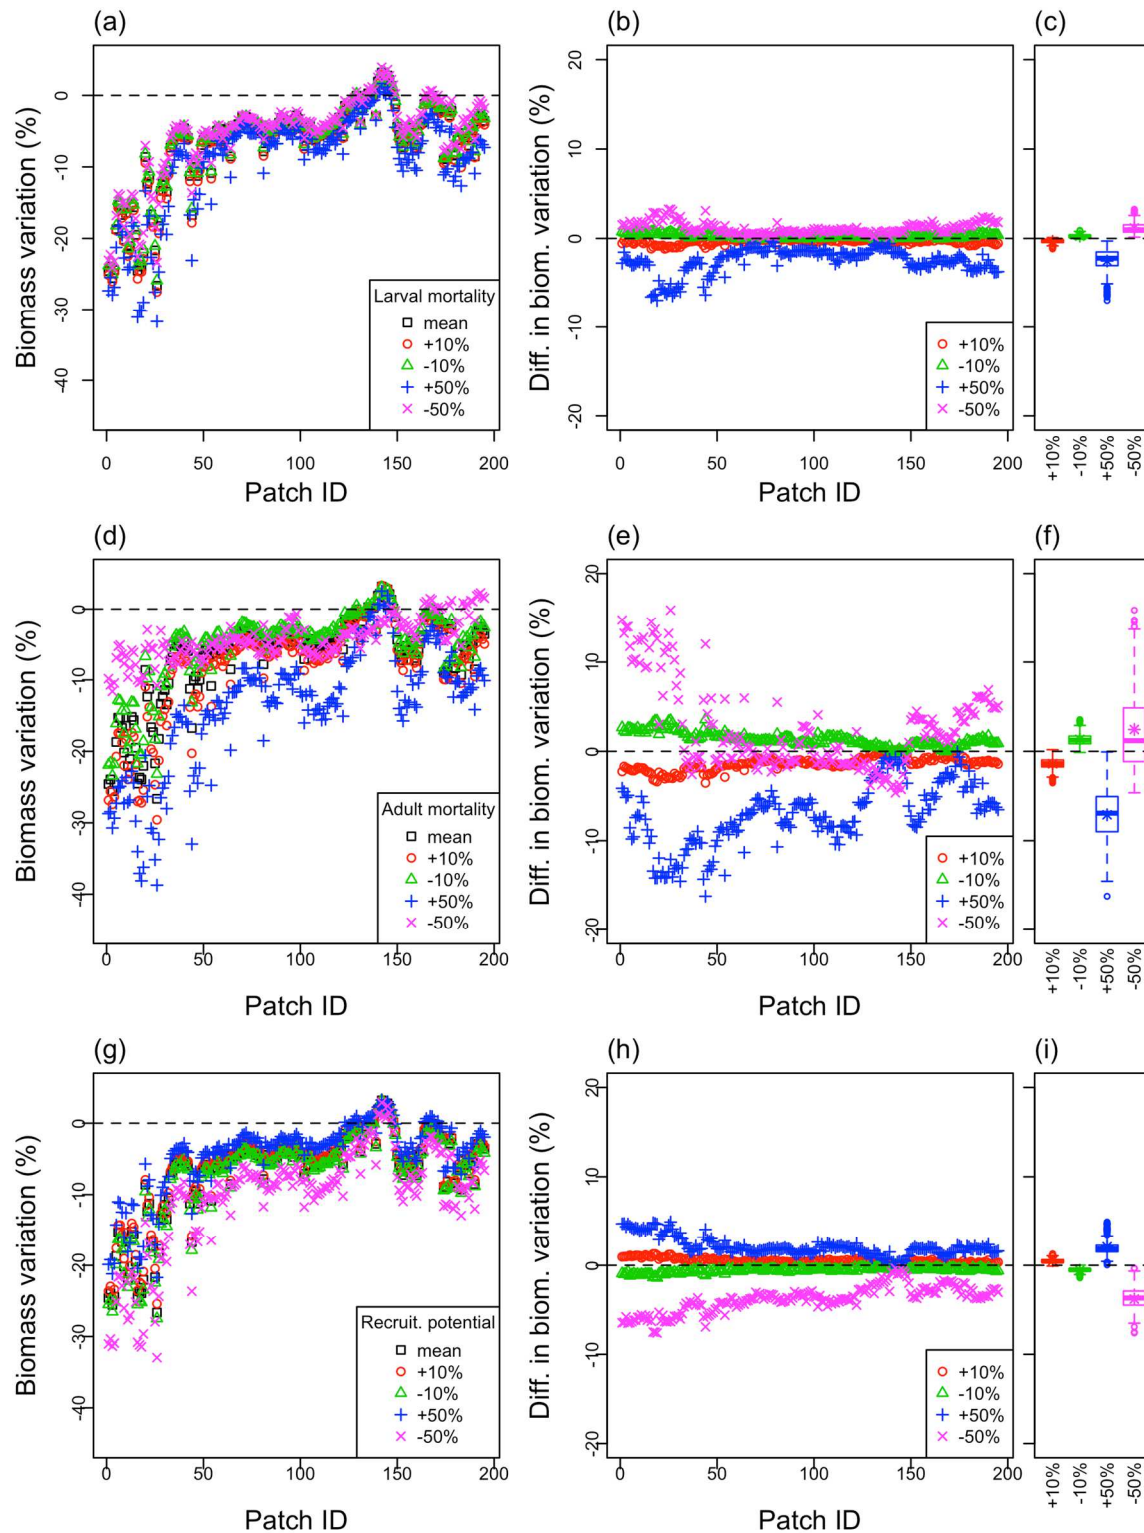 (a) (b) (c)
Biomass variation (%)
0
-10
-20
-30
-40
Larval mortality
mean
+10%
-10%
+50%
-50%
0 50 100 150 200
Patch ID
Diff. in biom. variation (%)
20
10
0
-10
-20
+10%
-10%
+50%
-50%
0 50 100 150 200
Patch ID
+10% -10% +50% -50%
(d) (e) (f)
Biomass variation (%)
0
-10
-20
-30
-40
Adult mortality
mean
+10%
-10%
+50%
-50%
0 50 100 150 200
Patch ID
Diff. in biom. variation (%)
20
10
0
-10
-20
+10%
-10%
+50%
-50%
0 50 100 150 200
Patch ID
+10% -10% +50% -50%
(g) (h) (i)
Biomass variation (%)
0
-10
-20
-30
-40
Recruit. potential
mean
+10%
-10%
+50%
-50%
0 50 100 150 200
Patch ID
Diff. in biom. variation (%)
20
10
0
-10
-20
+10%
-10%
+50%
-50%
0 50 100 150 200
Patch ID
+10% -10% +50% -50%